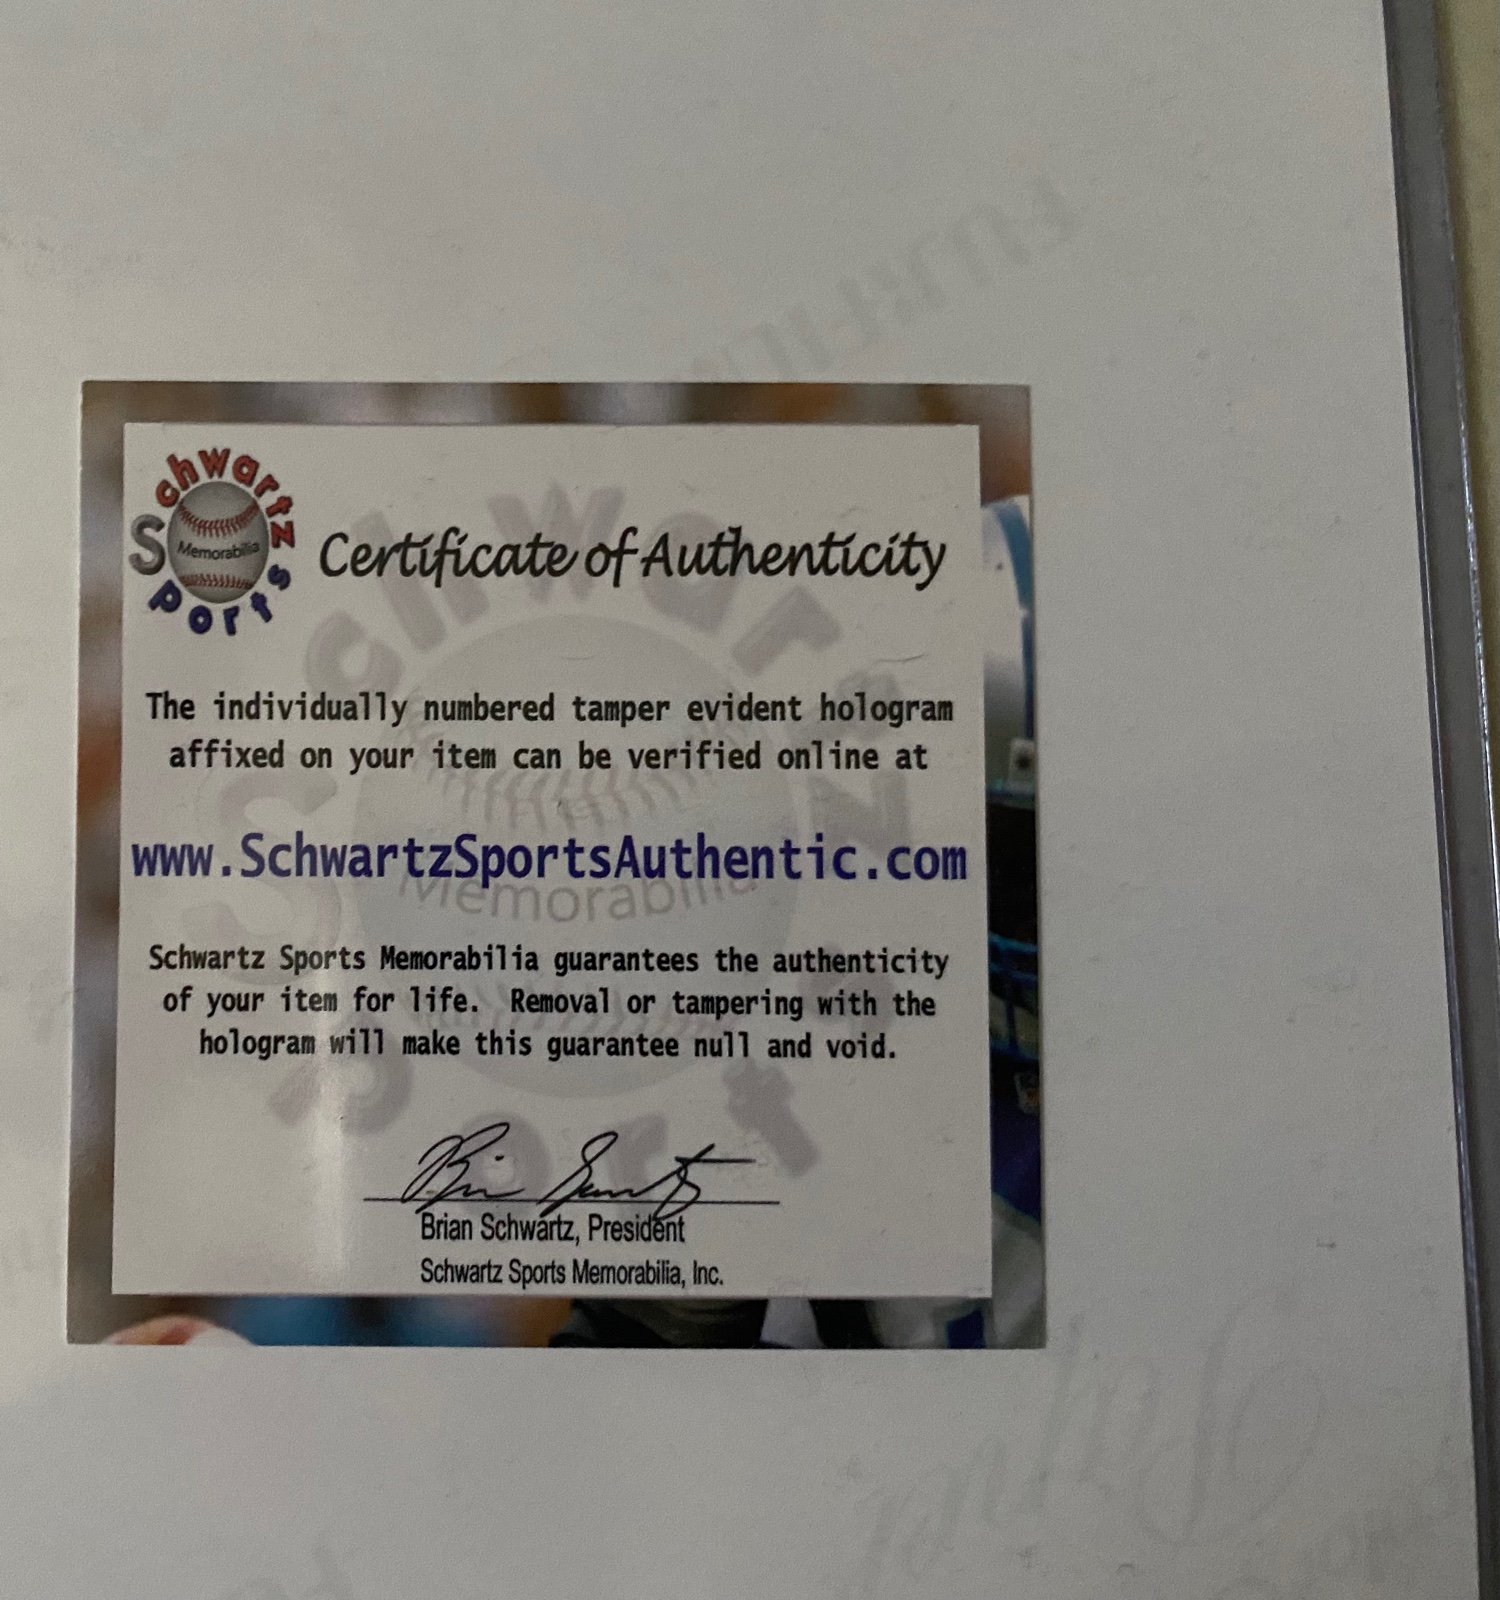 Schwartz
Sports
Memorabilia
Certificate of Authenticity
The individually numbered tamper evident hologram
affixed on your item can be verified online at
www.SchwartzSportsAuthentic.com
Schwartz Sports Memorabilia guarantees the authenticity
of your item for life. Removal or tampering with the
hologram will make this guarantee null and void.
Brian Schwartz
Brian Schwartz, President
Schwartz Sports Memorabilia, Inc.